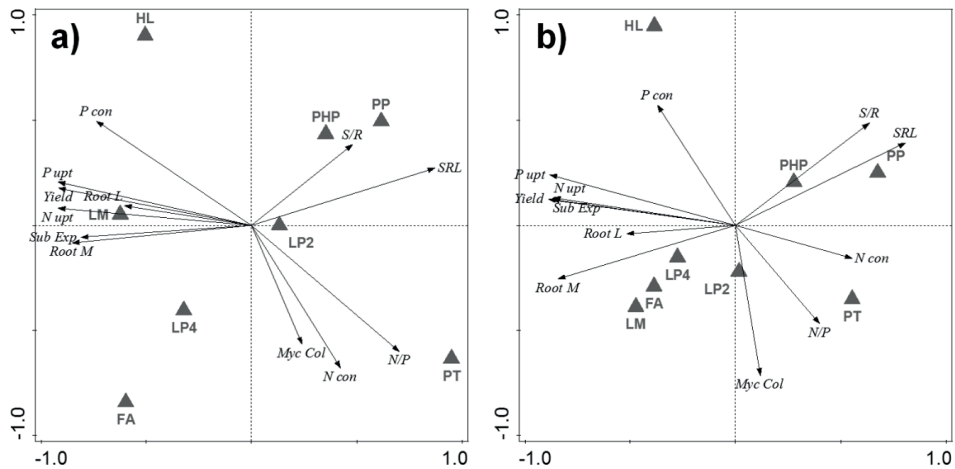 a)
1.0
-1.0
-1.0
1.0
HL
P con
PHP
PP
S/R
SRL
P upt
Yield
Root L
LM
N upt
Sub Exp
Root M
LP2
LP4
Myc Col
N con
N/P
PT
FA
b)
1.0
-1.0
-1.0
1.0
HL
P con
S/R
SRL
PP
PHP
P upt
N upt
Yield
Sub Exp
Root L
Root M
LP4
FA
LM
LP2
N con
PT
N/P
Myc Col